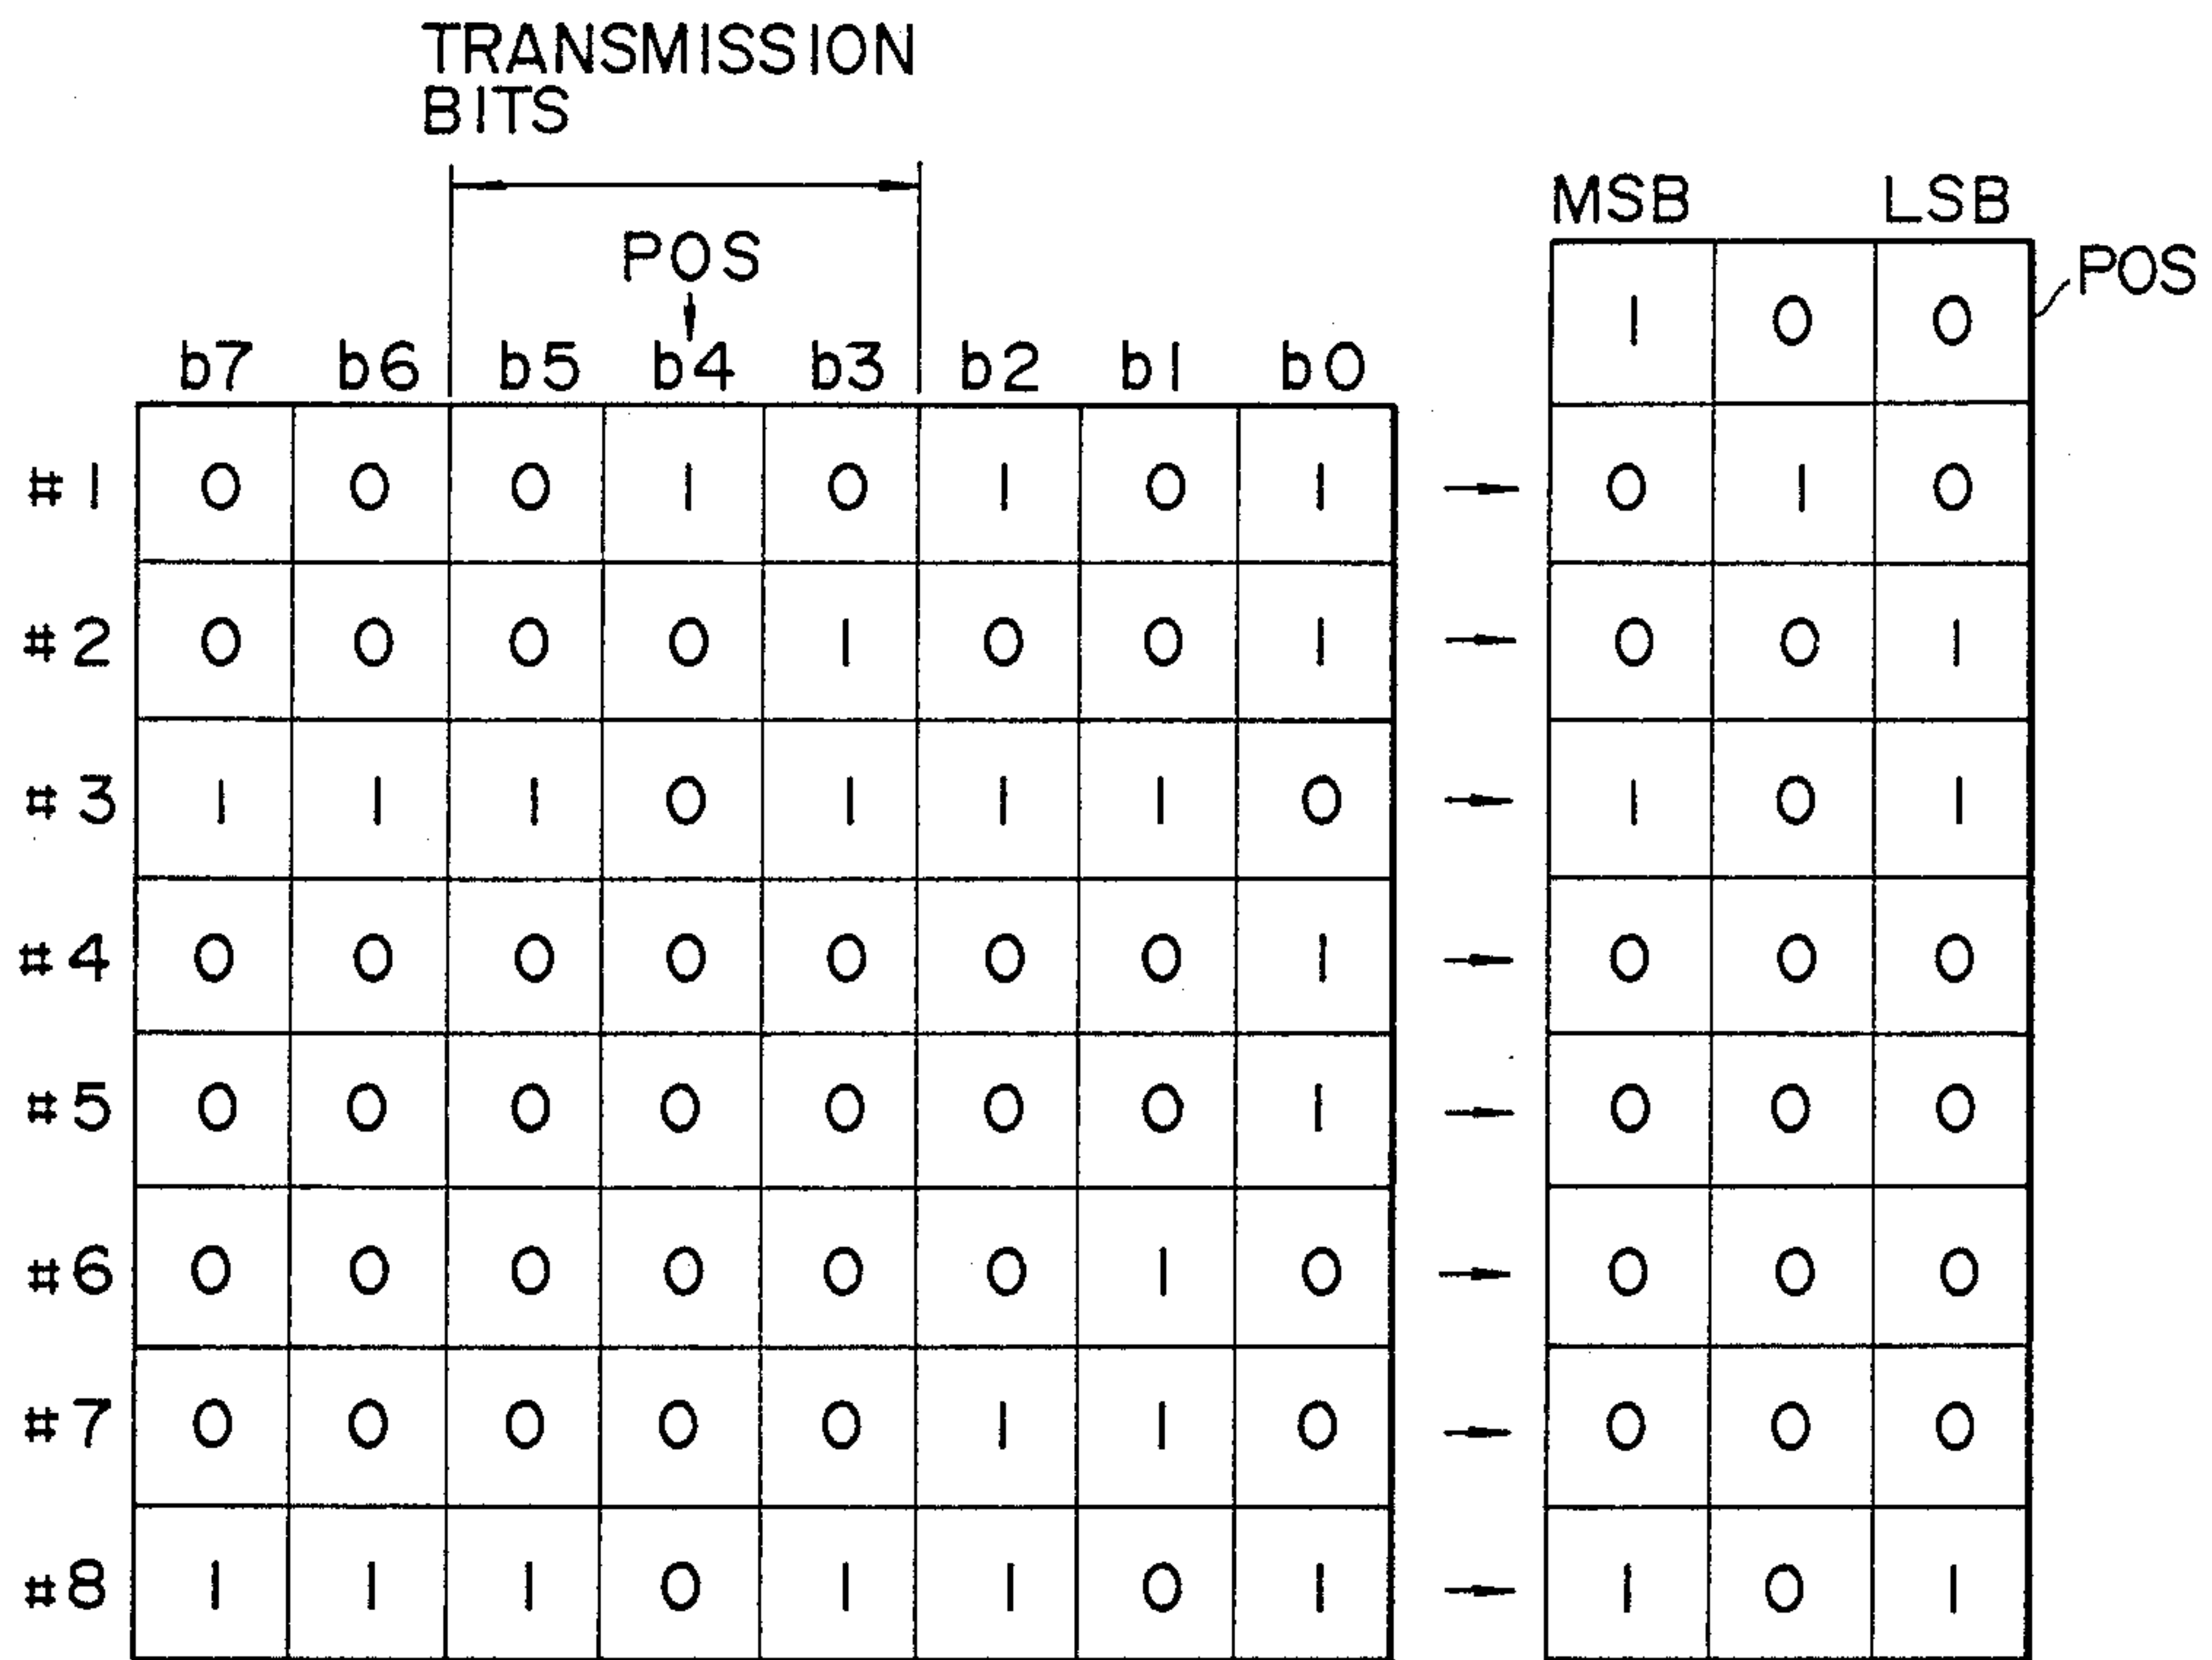 TRANSMISSION
BITS
POS
MSB LSB
1 0 0 POS
b7 b6 b5 b4 b3 b2 b1 b0
#1 0 0 0 1 0 1 0 1 0 1 0
#2 0 0 0 0 1 0 0 1 0 0 1
#3 1 1 1 0 1 1 1 0 1 0 1
#4 0 0 0 0 0 0 0 1 0 0 0
#5 0 0 0 0 0 0 0 1 0 0 0
#6 0 0 0 0 0 0 1 0 0 0 0
#7 0 0 0 0 0 1 1 0 0 0 0
#8 1 1 1 0 1 1 0 1 1 0 1